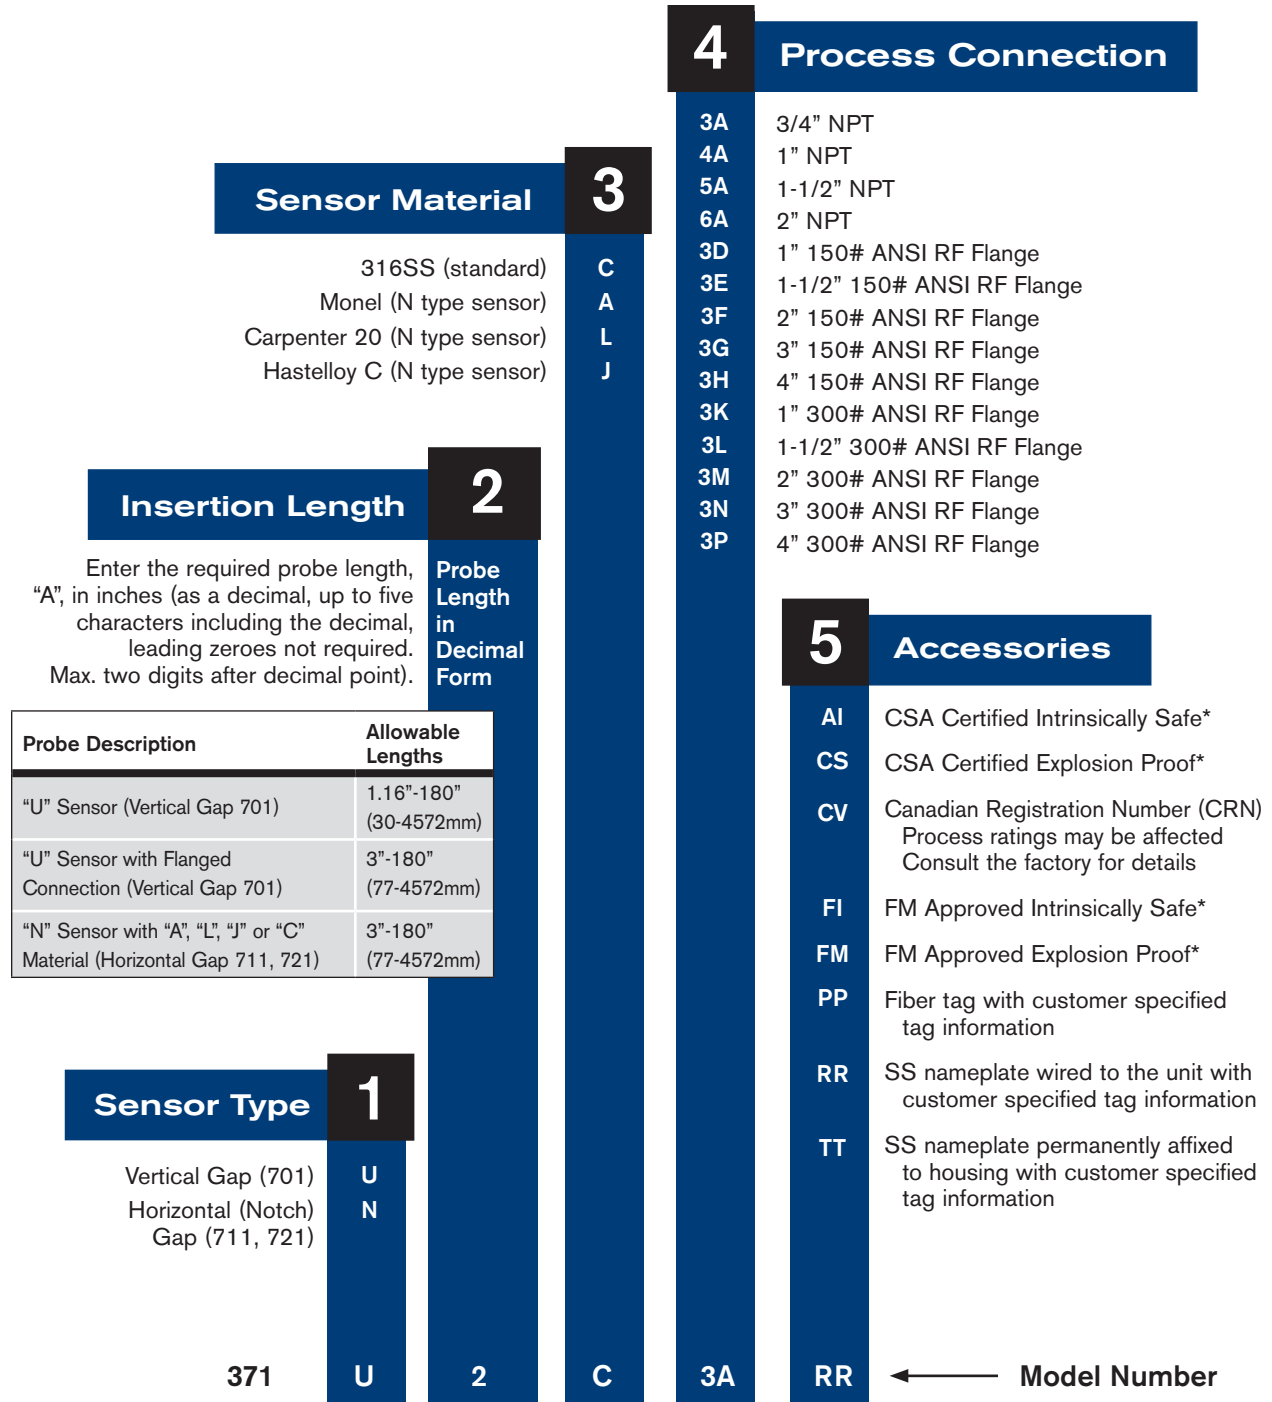 4 Process Connection
3A 3/4” NPT
4A 1” NPT
5A 1-1/2” NPT
6A 2” NPT
3D 1” 150# ANSI RF Flange
3E 1-1/2” 150# ANSI RF Flange
3F 2” 150# ANSI RF Flange
3G 3” 150# ANSI RF Flange
3H 4” 150# ANSI RF Flange
3K 1” 300# ANSI RF Flange
3L 1-1/2” 300# ANSI RF Flange
3M 2” 300# ANSI RF Flange
3N 3” 300# ANSI RF Flange
3P 4” 300# ANSI RF Flange
Sensor Material 3
316SS (standard) C
Monel (N type sensor) A
Carpenter 20 (N type sensor) L
Hastelloy C (N type sensor) J
Insertion Length 2
Enter the required probe length,
“A”, in inches (as a decimal, up to five
characters including the decimal,
leading zeroes not required.
Max. two digits after decimal point).
Probe
Length
in
Decimal
Form
Probe Description
Allowable
Lengths
“U” Sensor (Vertical Gap 701)
1.16”-180”
(30-4572mm)
“U” Sensor with Flanged
Connection (Vertical Gap 701)
3”-180”
(77-4572mm)
“N” Sensor with “A”, “L”, “J” or “C”
Material (Horizontal Gap 711, 721)
3”-180”
(77-4572mm)
5 Accessories
AI CSA Certified Intrinsically Safe*
CS CSA Certified Explosion Proof*
CV Canadian Registration Number (CRN)
Process ratings may be affected
Consult the factory for details
FI FM Approved Intrinsically Safe*
FM FM Approved Explosion Proof*
PP Fiber tag with customer specified
tag information
RR SS nameplate wired to the unit with
customer specified tag information
TT SS nameplate permanently affixed
to housing with customer specified
tag information
Sensor Type 1
Vertical Gap (701) U
Horizontal (Notch) N
Gap (711, 721)
371 U 2 C 3A RR Model Number